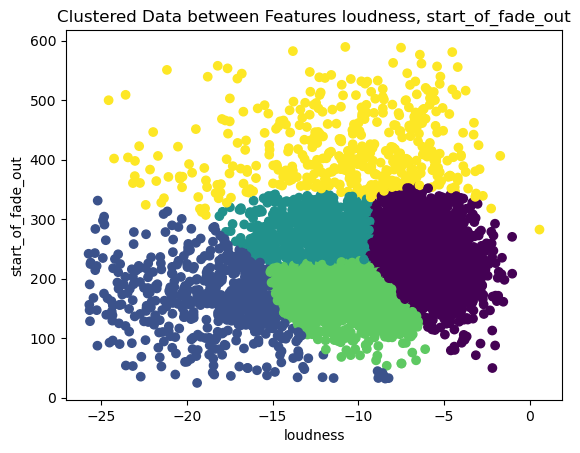 Clustered Data between Features loudness, start_of_fade_out
600
500
400
300
200
100
0
start_of_fade_out
−25 −20 −15 −10 −5 0
loudness